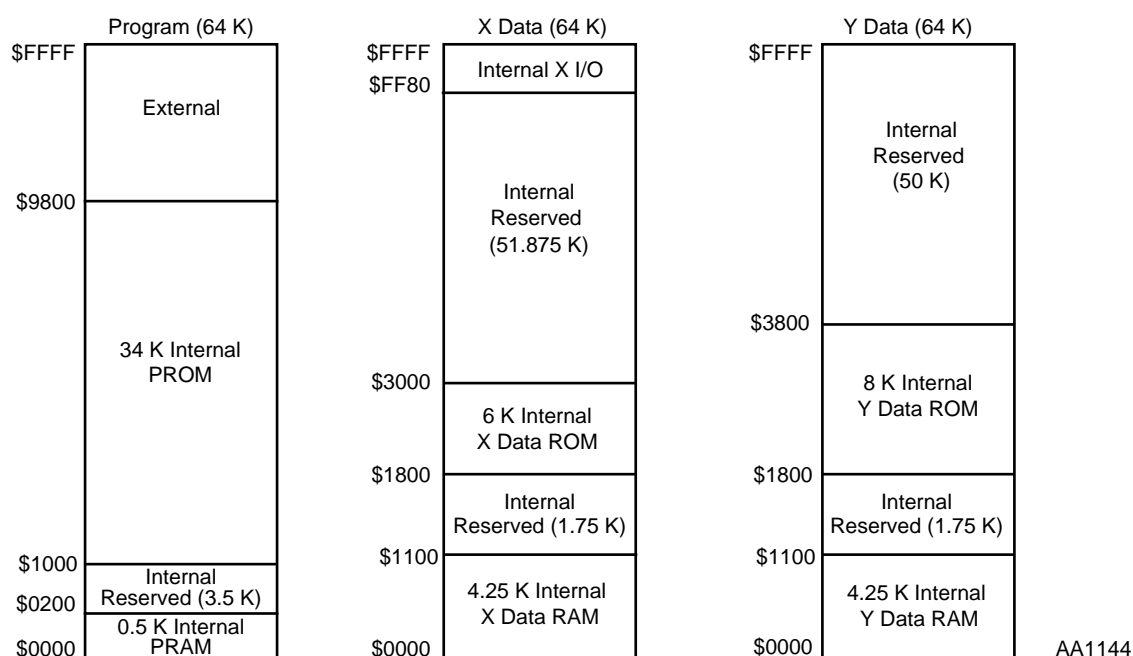 Program (64 K)
$FFFF
External
$9800
34 K Internal
PROM
$1000
Internal
Reserved (3.5 K)
$0200
0.5 K Internal
PRAM
$0000
X Data (64 K)
$FFFF
Internal X I/O
$FF80
Internal
Reserved
(51.875 K)
$3000
6 K Internal
X Data ROM
$1800
Internal
Reserved (1.75 K)
$1100
4.25 K Internal
X Data RAM
$0000
Y Data (64 K)
$FFFF
Internal
Reserved
(50 K)
$3800
8 K Internal
Y Data ROM
$1800
Internal
Reserved (1.75 K)
$1100
4.25 K Internal
Y Data RAM
$0000
AA1144